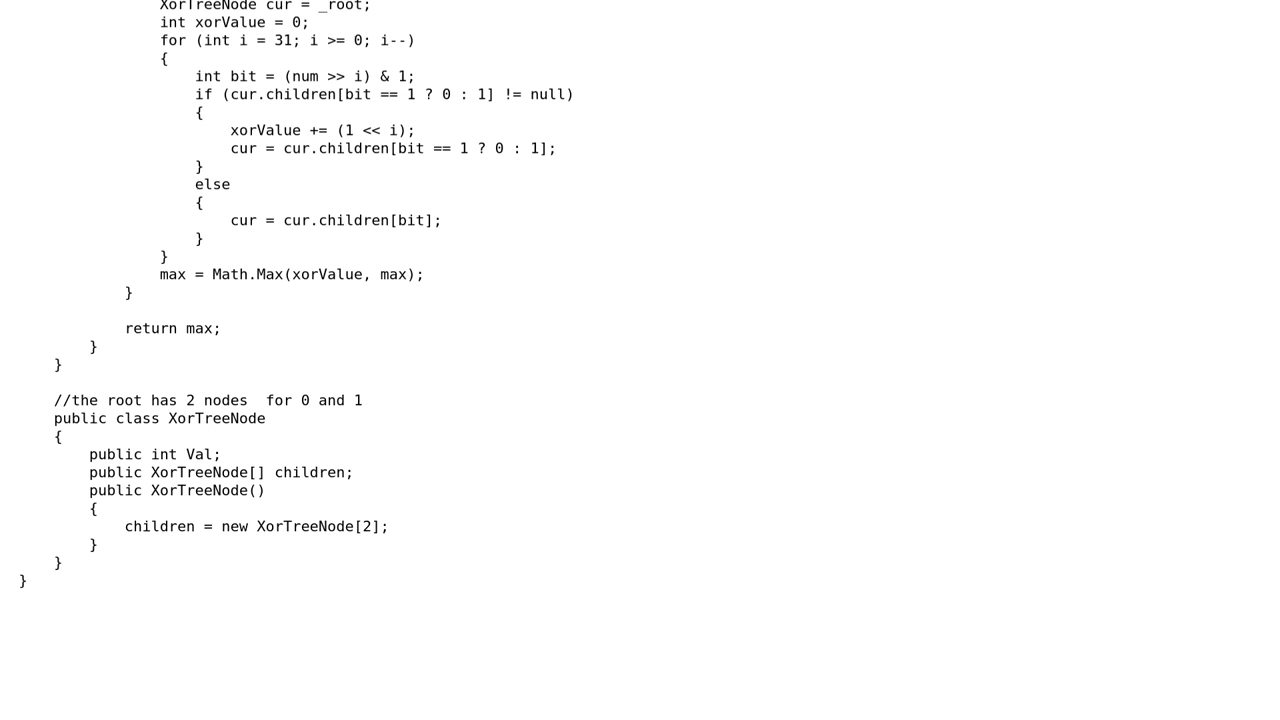 XorTreeNode cur = _root;
int xorValue = 0;
for (int i = 31; i >= 0; i--)
{
int bit = (num >> i) & 1;
if (cur.children[bit == 1 ? 0 : 1] != null)
{
xorValue += (1 << i);
cur = cur.children[bit == 1 ? 0 : 1];
}
else
{
cur = cur.children[bit];
}
}
max = Math.Max(xorValue, max);
}
return max;
}
}
//the root has 2 nodes  for 0 and 1
public class XorTreeNode
{
public int Val;
public XorTreeNode[] children;
public XorTreeNode()
{
children = new XorTreeNode[2];
}
}
}